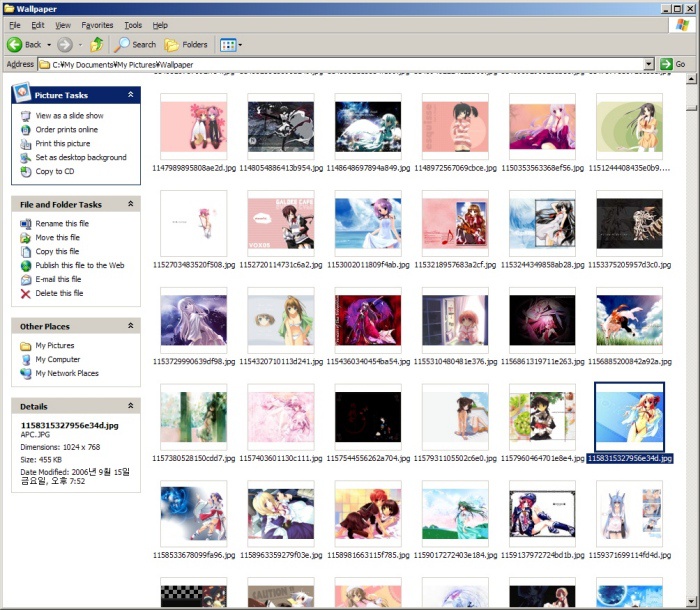 Wallpaper
File Edit View Favorites Tools Help
Back Search Folders
Address C:₩My Documents₩My Pictures₩Wallpaper Go
Picture Tasks
View as a slide show
Order prints online
Print this picture
Set as desktop background
Copy to CD
File and Folder Tasks
Rename this file
Move this file
Copy this file
Publish this file to the Web
E-mail this file
Delete this file
Other Places
My Pictures
My Computer
My Network Places
Details
1158315327956e34d.jpg
APC.JPG
Dimensions: 1024 x 768
Size: 455 KB
Date Modified: 2006년 9월 15일
금요일, 오후 7:52
1147989895808ae2d.jpg 1148054886413b954.jpg 1148648697894a849.jpg 1148972567069cbce.jpg 1150353563368ef56.jpg 1151244408435e0b9....
1152703483520f508.jpg 1152720114731c6a2.jpg 1153002011809f4ab.jpg 1153218957683a2cf.jpg 1153244349858ab28.jpg 1153375205957d3c0.jpg
1153729990639df98.jpg 1154320710113d241.jpg 1154360340454ba54.jpg 1155310480481e376.jpg 1156861319711e263.jpg 1156885200842a92a.jpg
1157380528150cdd7.jpg 1157403601130c111.jpg 1157544556262a704.jpg 1157931105502c6e0.jpg 1157960464701e8e4.jpg 1158315327956e34d.jpg
1158533678099fa96.jpg 1158963359279f03e.jpg 1158981663115f785.jpg 1159017272403e184.jpg 1159137972724bd1b.jpg 1159371699114fd4d.jpg